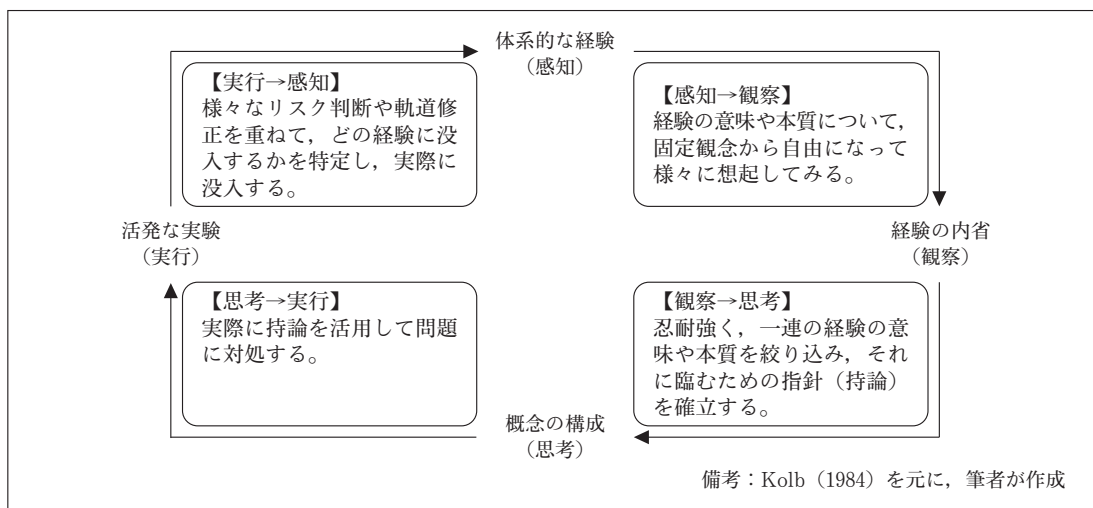 体系的な経験
（感知）
【実行→感知】
様々なリスク判断や軌道修
正を重ねて，どの経験に没
入するかを特定し，実際に
没入する。
【感知→観察】
経験の意味や本質について，
固定観念から自由になって
様々に想起してみる。
活発な実験
（実行）
経験の内省
（観察）
【思考→実行】
実際に持論を活用して問題
に対処する。
【観察→思考】
忍耐強く，一連の経験の意
味や本質を絞り込み，それ
に臨むための指針（持論）
を確立する。
概念の構成
（思考）
備考：Kolb（1984）を元に，筆者が作成